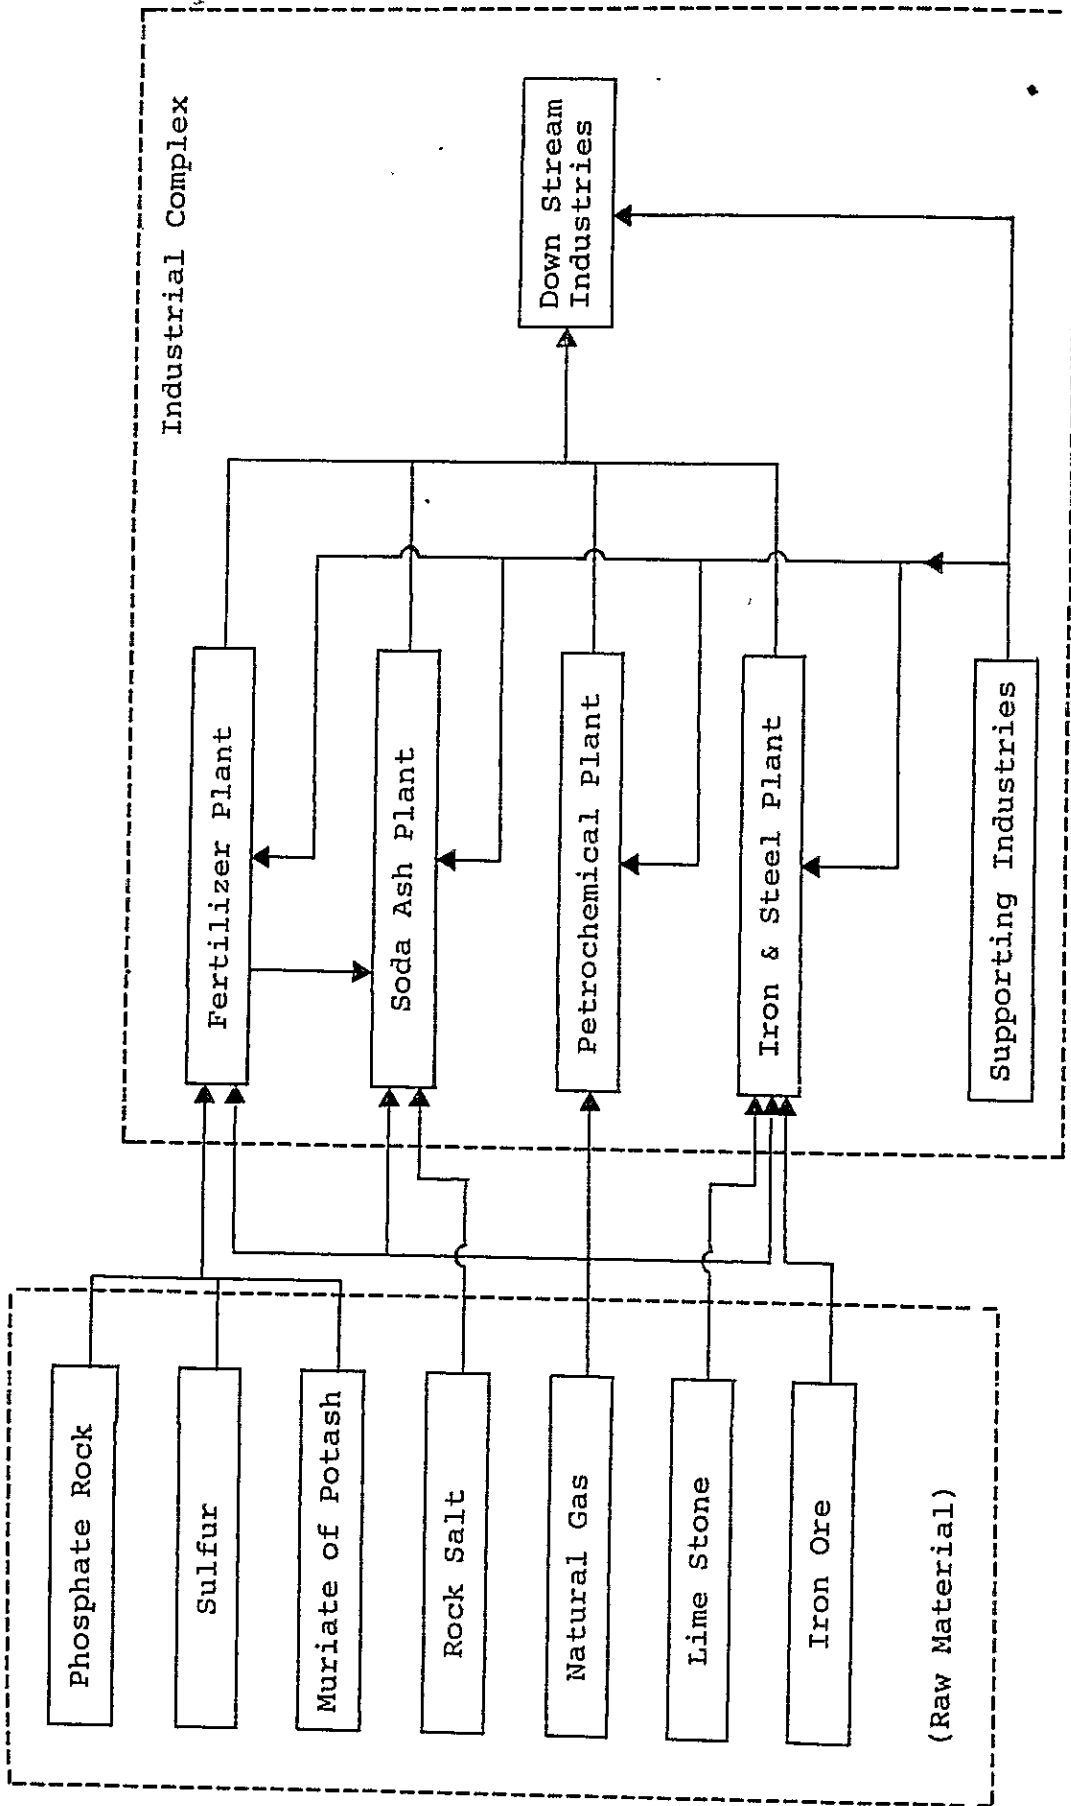 Industrial Complex
Phosphate Rock
Sulfur
Muriate of Potash
Rock Salt
Natural Gas
Lime Stone
Iron Ore
(Raw Material)
Fertilizer Plant
Soda Ash Plant
Petrochemical Plant
Iron & Steel Plant
Supporting Industries
Down Stream
Industries